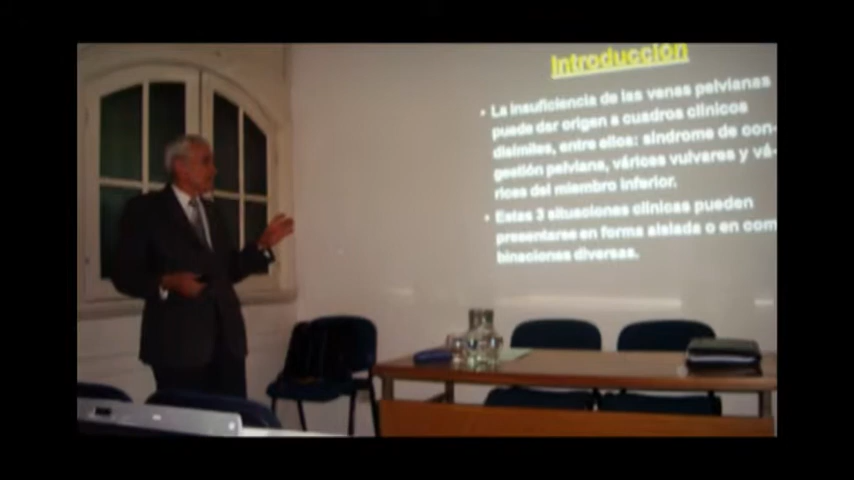 Introducción
• La insuficiencia de las venas pelvianas
puede dar origen a cuadros clínicos
disímiles, entre ellos: síndrome de con-
gestión pelviana, várices vulvares y vá-
rices del miembro inferior.
• Estas 3 situaciones clínicas pueden
presentarse en forma aislada o en com
binaciones diversas.